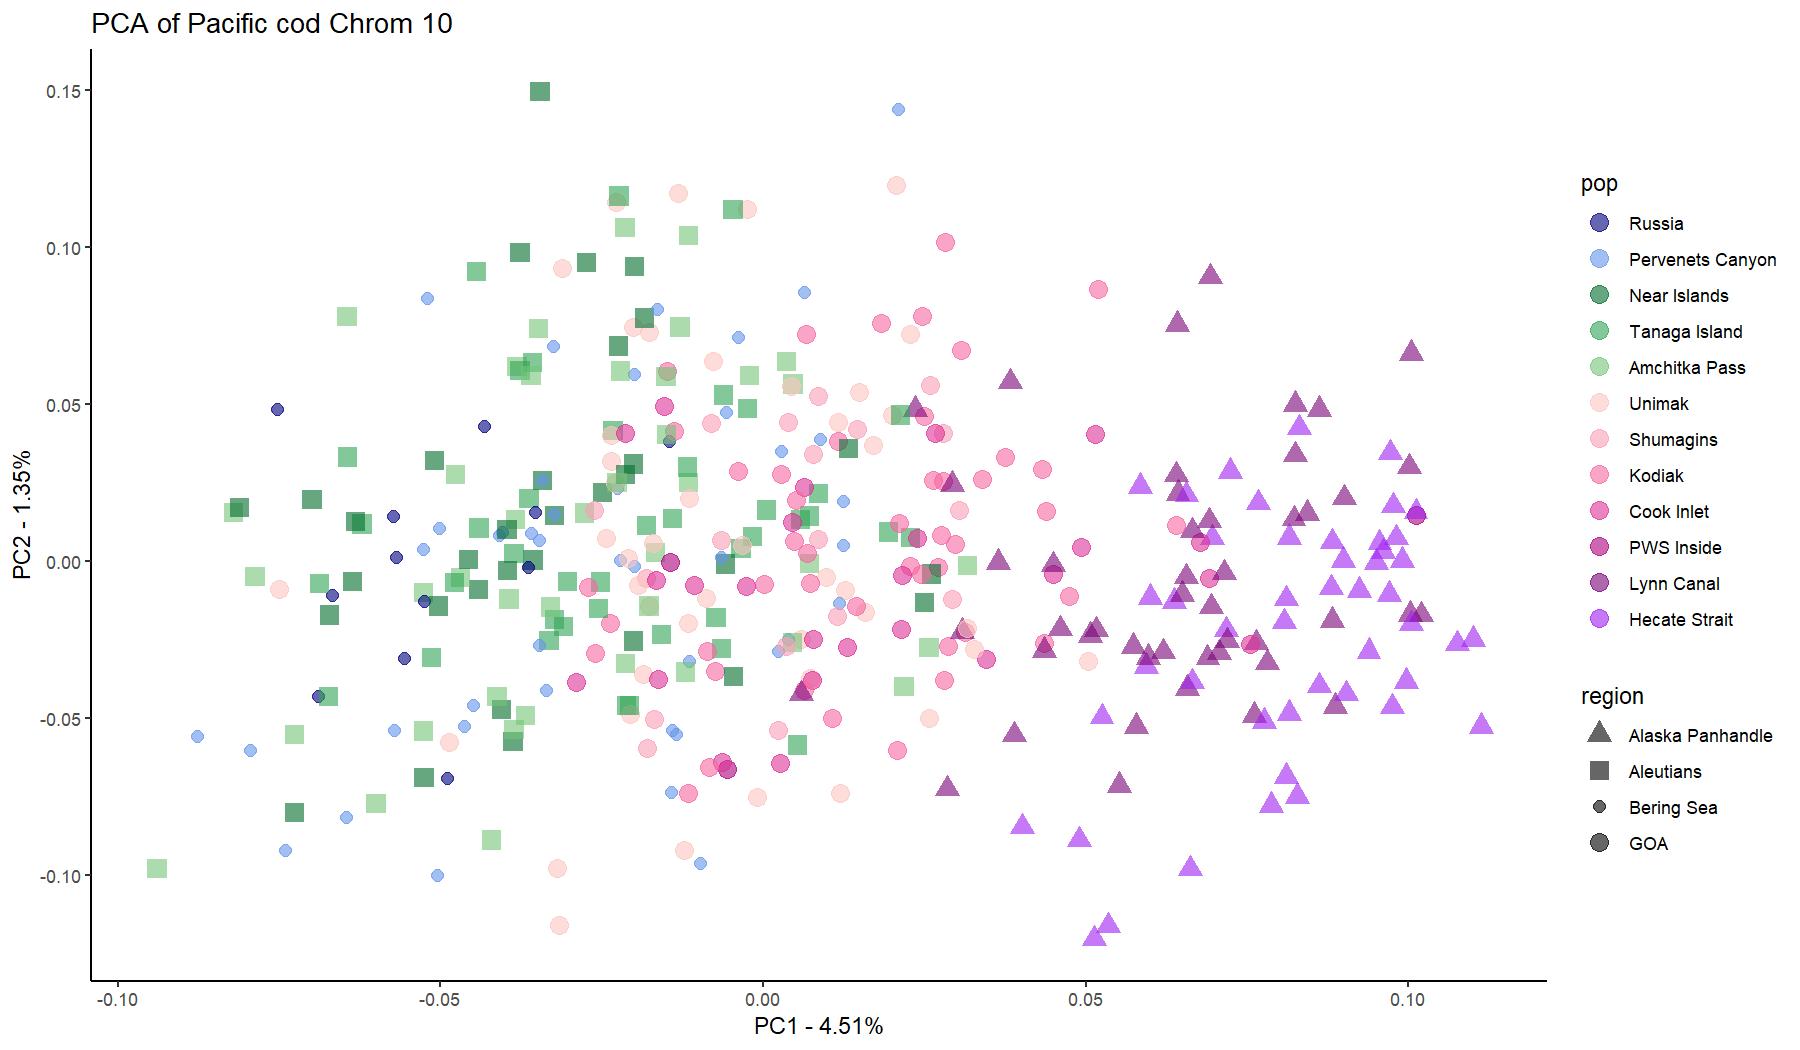 PCA of Pacific cod Chrom 10
0.15
0.10
0.05
0.00
-0.05
-0.10
PC2 - 1.35%
-0.10
-0.05
0.00
0.05
0.10
PC1 - 4.51%
pop
Russia
Pervenets Canyon
Near Islands
Tanaga Island
Amchitka Pass
Unimak
Shumagins
Kodiak
Cook Inlet
PWS Inside
Lynn Canal
Hecate Strait
region
Alaska Panhandle
Aleutians
Bering Sea
GOA